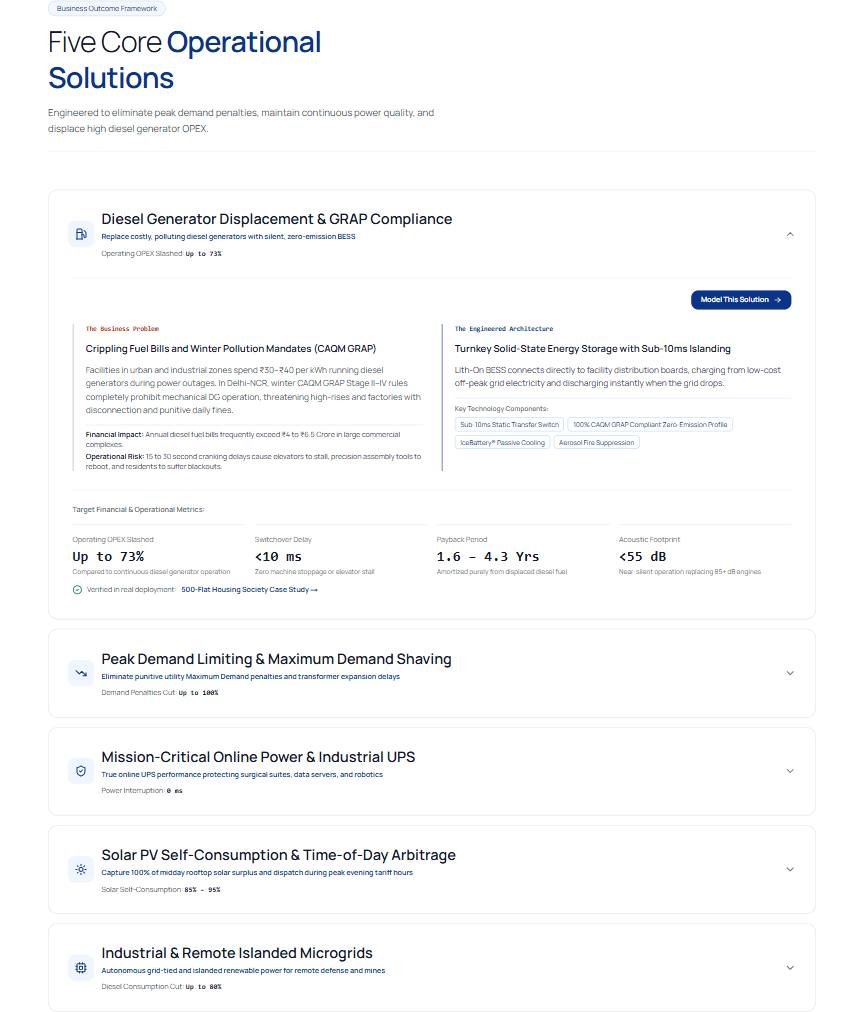 Business Outcome Framework
Five Core Operational
Solutions
Engineered to eliminate peak demand penalties, maintain continuous power quality, and
displace high diesel generator OPEX.
Diesel Generator Displacement & GRAP Compliance
Replace costly, polluting diesel generators with silent, zero-emission BESS
Operating OPEX Slashed: Up to 73%
Model This Solution →
The Business Problem
Crippling Fuel Bills and Winter Pollution Mandates (CAQM GRAP)
Facilities in urban and industrial zones spend ₹30–₹40 per kWh running diesel
generators during power outages. In Delhi-NCR, winter CAQM GRAP Stage II–IV rules
completely prohibit mechanical DG operation, threatening high-rises and factories with
disconnection and punitive daily fines.
Financial Impact: Annual diesel fuel bills frequently exceed ₹4 to ₹6.5 Crore in large commercial
complexes.
Operational Risk: 15 to 30 second cranking delays cause elevators to stall, precision assembly tools to
reboot, and residents to suffer blackouts.
The Engineered Architecture
Turnkey Solid-State Energy Storage with Sub-10ms Islanding
Lith-On BESS connects directly to facility distribution boards, charging from low-cost
off-peak grid electricity and discharging instantly when the grid drops.
Key Technology Components:
Sub-10ms Static Transfer Switch
100% CAQM GRAP Compliant Zero-Emission Profile
IceBattery® Passive Cooling
Aerosol Fire Suppression
Target Financial & Operational Metrics:
Operating OPEX Slashed
Up to 73%
Compared to continuous diesel generator operation
Switchover Delay
<10 ms
Zero machine stoppage or elevator stall
Payback Period
1.6 – 4.3 Yrs
Amortized purely from displaced diesel fuel
Acoustic Footprint
<55 dB
Near-silent operation replacing 85+ dB engines
Verified in real deployment: 500-Flat Housing Society Case Study →
Peak Demand Limiting & Maximum Demand Shaving
Eliminate punitive utility Maximum Demand penalties and transformer expansion delays
Demand Penalties Cut: Up to 100%
Mission-Critical Online Power & Industrial UPS
True online UPS performance protecting surgical suites, data servers, and robotics
Power Interruption: 0 ms
Solar PV Self-Consumption & Time-of-Day Arbitrage
Capture 100% of midday rooftop solar surplus and dispatch during peak evening tariff hours
Solar Self-Consumption: 85% – 95%
Industrial & Remote Islanded Microgrids
Autonomous grid-tied and islanded renewable power for remote defense and mines
Diesel Consumption Cut: Up to 80%